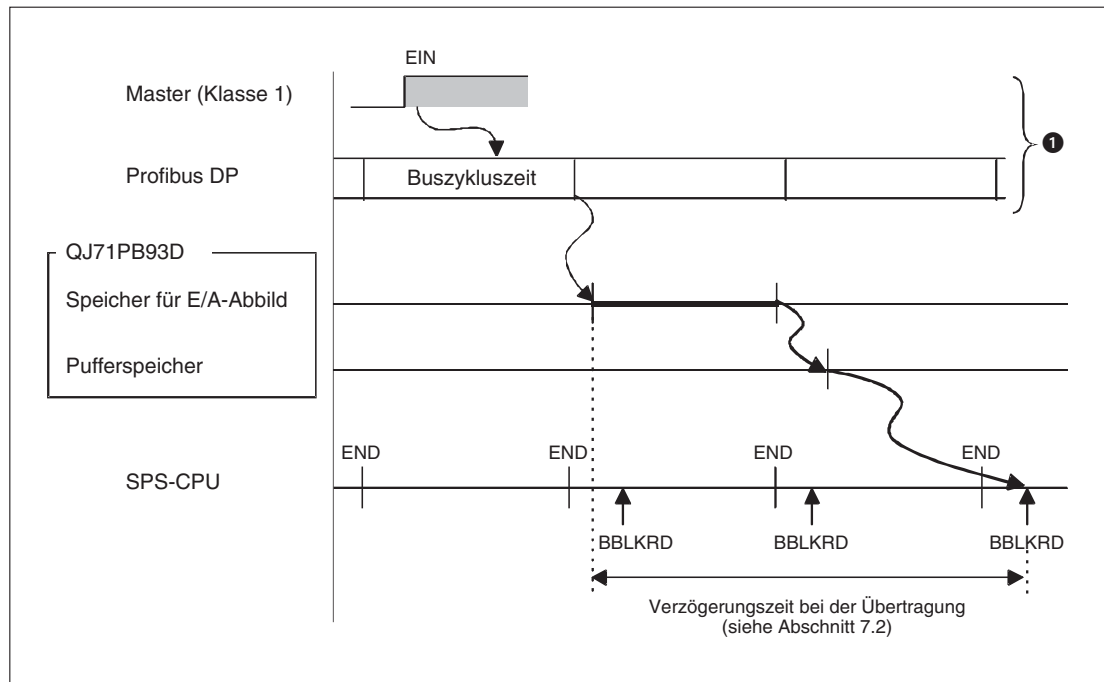 EIN
Master (Klasse 1)
❶
Profibus DP
Buszykluszeit
QJ71PB93D
Speicher für E/A-Abbild
Pufferspeicher
END
END
END
END
SPS-CPU
BBLKRD
BBLKRD
BBLKRD
Verzögerungszeit bei der Übertragung
(siehe Abschnitt 7.2)